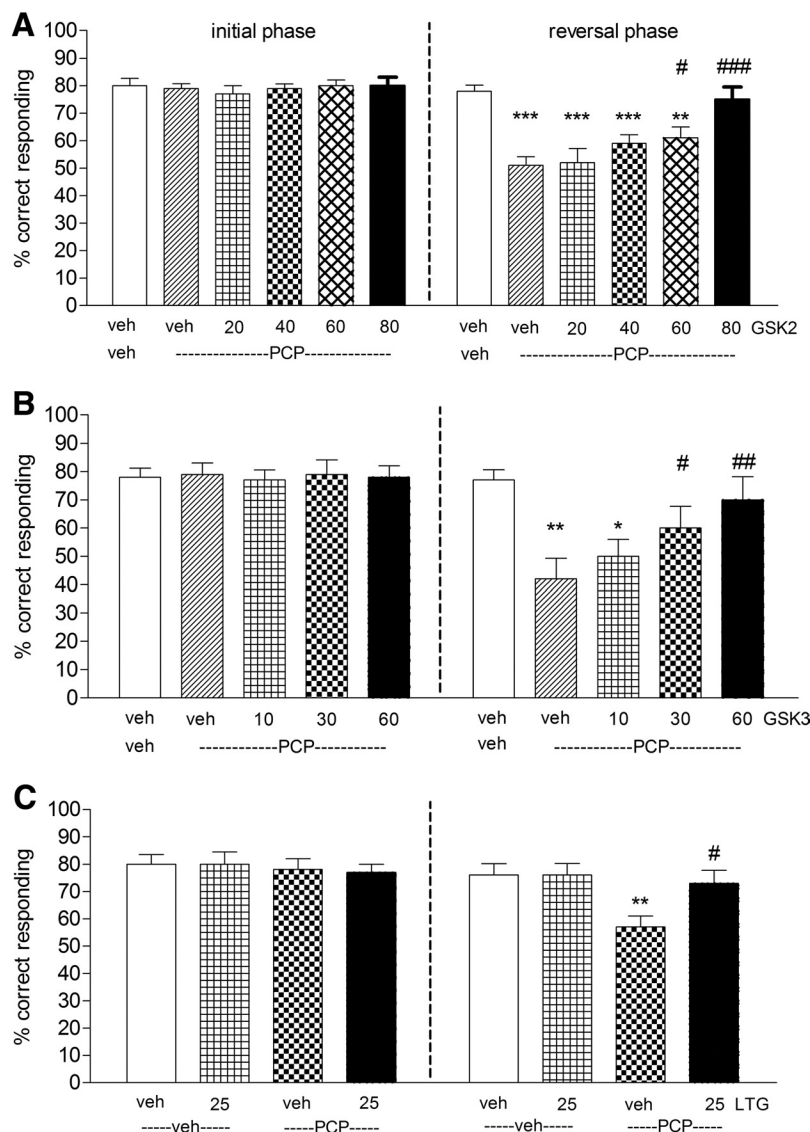 A
initial phase
reversal phase
# ###
*** *** *** **
100
90
80
70
60
50
40
30
20
10
0
% correct responding
veh veh 20 40 60 80 veh veh 20 40 60 80 GSK2
veh ---------------PCP-------------- veh ---------------PCP--------------
B
# ##
** *
100
90
80
70
60
50
40
30
20
10
0
% correct responding
veh veh 10 30 60 veh veh 10 30 60 GSK3
veh ------------PCP----------- veh ------------PCP-----------
C
#
**
100
90
80
70
60
50
40
30
20
10
0
% correct responding
veh 25 veh 25 veh 25 veh 25 LTG
-----veh----- -----PCP----- -----veh----- -----PCP-----